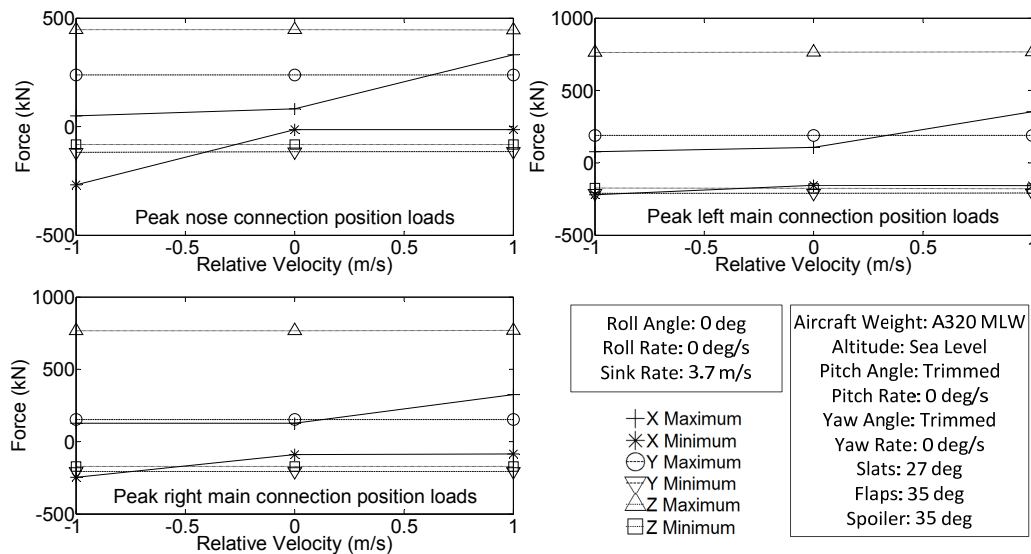 500
0
-500
-1
-0.5
0
0.5
1
Force (kN)
Relative Velocity (m/s)
Peak nose connection position loads
1000
500
0
-500
-1
-0.5
0
0.5
1
Force (kN)
Relative Velocity (m/s)
Peak left main connection position loads
1000
500
0
-500
-1
-0.5
0
0.5
1
Force (kN)
Relative Velocity (m/s)
Peak right main connection position loads
Roll Angle: 0 deg
Roll Rate: 0 deg/s
Sink Rate: 3.7 m/s
X Maximum
X Minimum
Y Maximum
Y Minimum
Z Maximum
Z Minimum
Aircraft Weight: A320 MLW
Altitude: Sea Level
Pitch Angle: Trimmed
Pitch Rate: 0 deg/s
Yaw Angle: Trimmed
Yaw Rate: 0 deg/s
Slats: 27 deg
Flaps: 35 deg
Spoiler: 35 deg